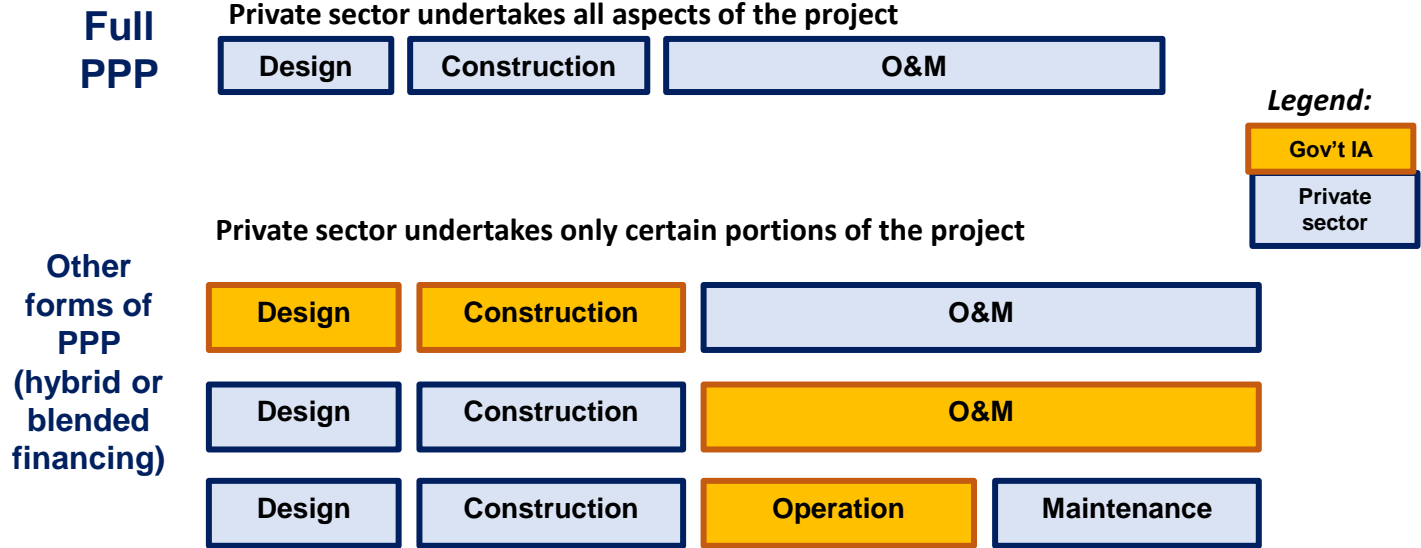 Full
PPP
Private sector undertakes all aspects of the project
Design
Construction
O&M
Legend:
Gov't IA
Private
sector
Private sector undertakes only certain portions of the project
Other
forms of
PPP
(hybrid or
blended
financing)
Design
Construction
O&M
Design
Construction
O&M
Design
Construction
Operation
Maintenance